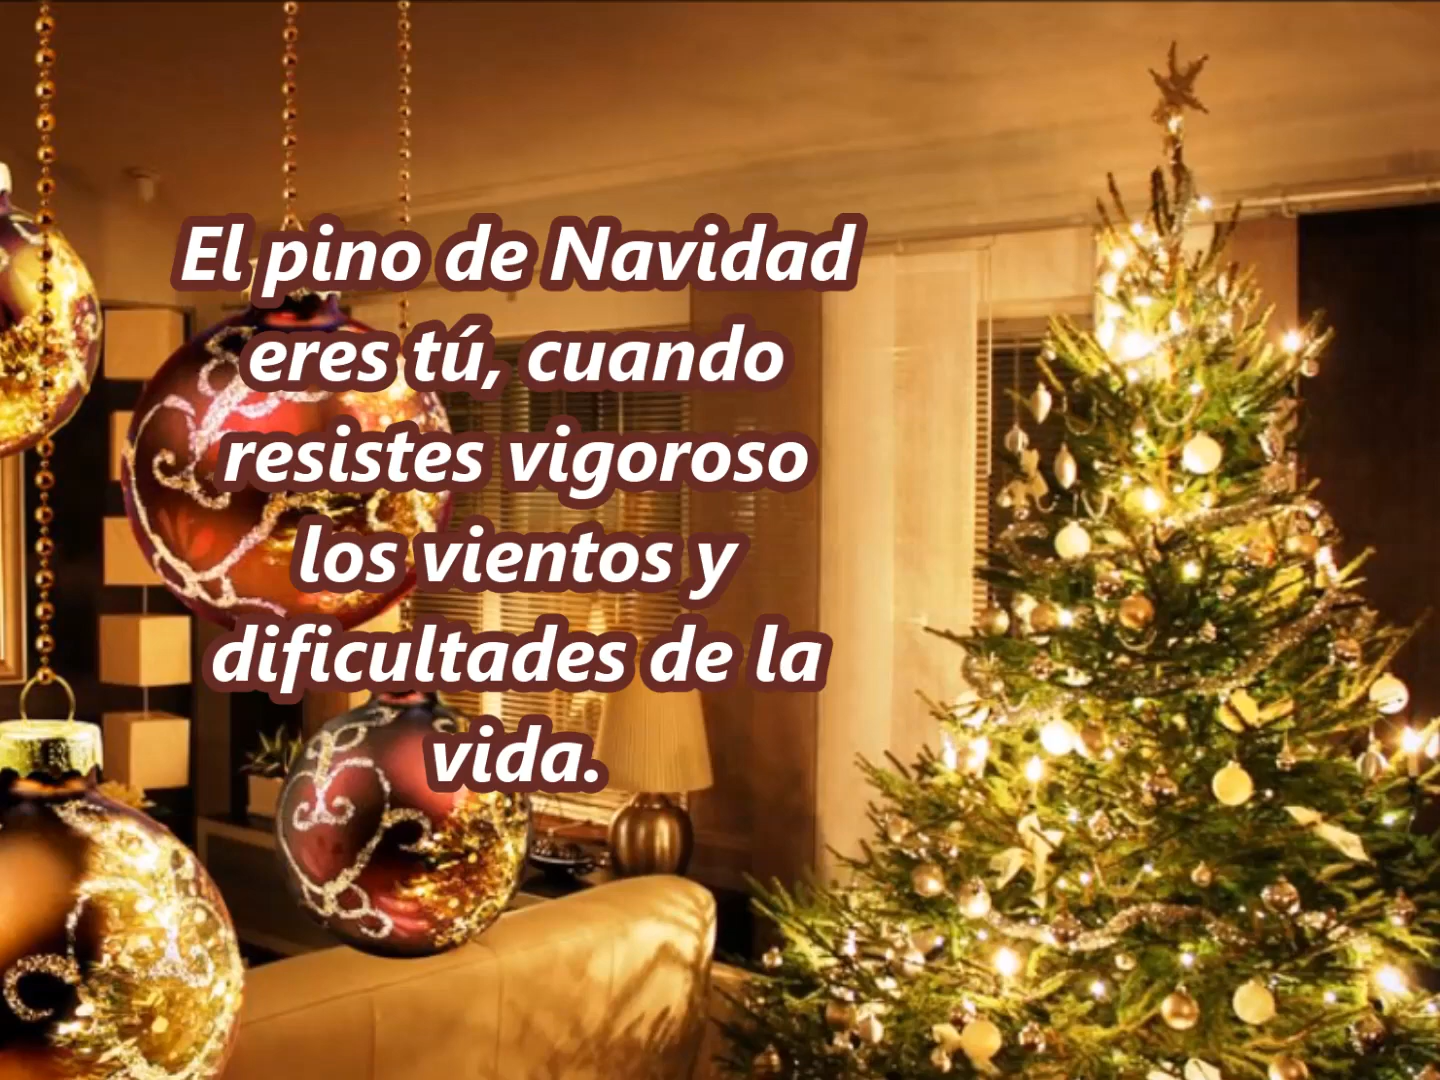 El pino de Navidad
eres tú, cuando
resistes vigoroso
los vientos y
dificultades de la
vida.